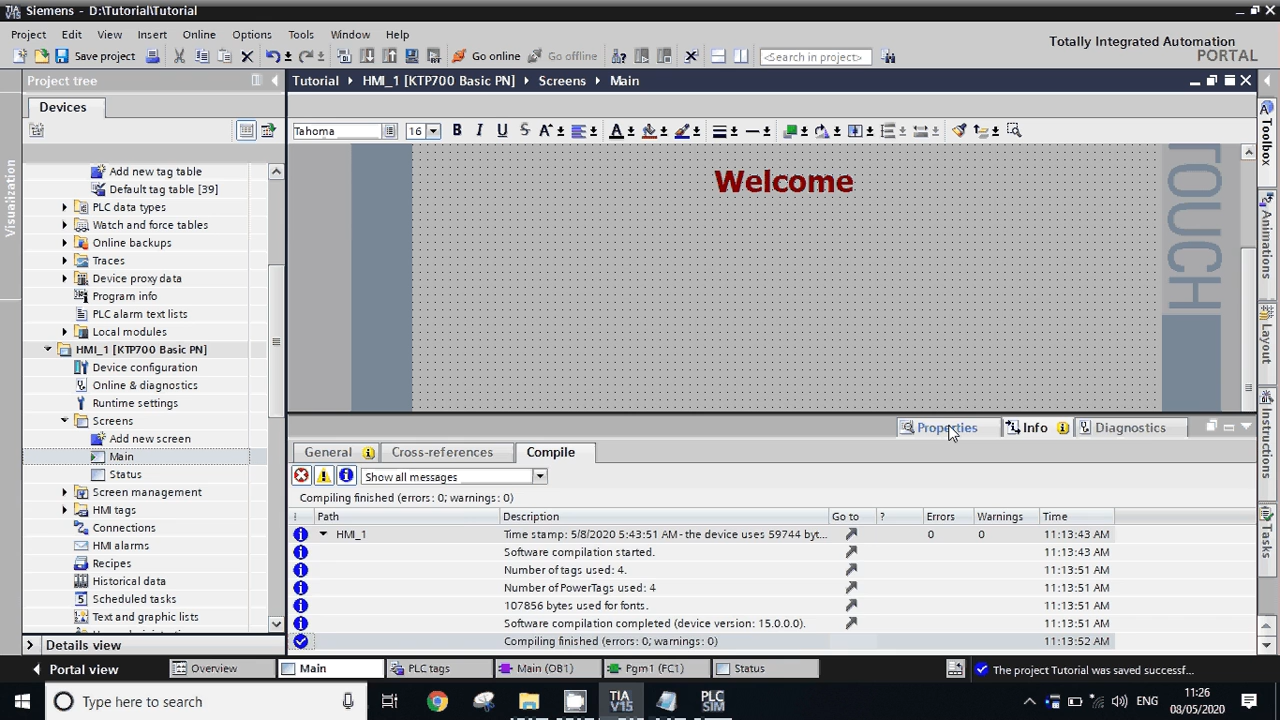 TIA
V15
Siemens - D:\Tutorial\Tutorial
Project Edit View Insert Online Options Tools Window Help
Totally Integrated Automation
PORTAL
Save project
Go online
Go offline
<Search in project>
Project tree
Tutorial HMI_1 [KTP700 Basic PN] Screens Main
Devices
Tahoma 16 B I U S A
Visualization
Add new tag table
Default tag table [39]
PLC data types
Watch and force tables
Online backups
Traces
Device proxy data
Program info
PLC alarm text lists
Local modules
HMI_1 [KTP700 Basic PN]
Device configuration
Online & diagnostics
Runtime settings
Screens
Add new screen
Main
Status
Screen management
HMI tags
Connections
HMI alarms
Recipes
Historical data
Scheduled tasks
Text and graphic lists
Details view
Welcome
TOUCH
Toolbox
Animations
Layout
Instructions
Tasks
Properties Info Diagnostics
General Cross-references Compile
Show all messages
Compiling finished (errors: 0; warnings: 0)
! Path Description Go to ? Errors Warnings Time
HMI_1 Time stamp: 5/8/2020 5:43:51 AM - the device uses 59744 byt... 0 0 11:13:43 AM
Software compilation started. 11:13:43 AM
Number of tags used: 4. 11:13:51 AM
Number of PowerTags used: 4 11:13:51 AM
107856 bytes used for fonts. 11:13:51 AM
Software compilation completed (device version: 15.0.0.0). 11:13:51 AM
Compiling finished (errors: 0; warnings: 0) 11:13:52 AM
Portal view Overview Main PLC tags Main (OB1) Pgm1 (FC1) Status The project Tutorial was saved successf...
Type here to search
TIA
V15
PLC
SIM
ENG
11:26
08/05/2020